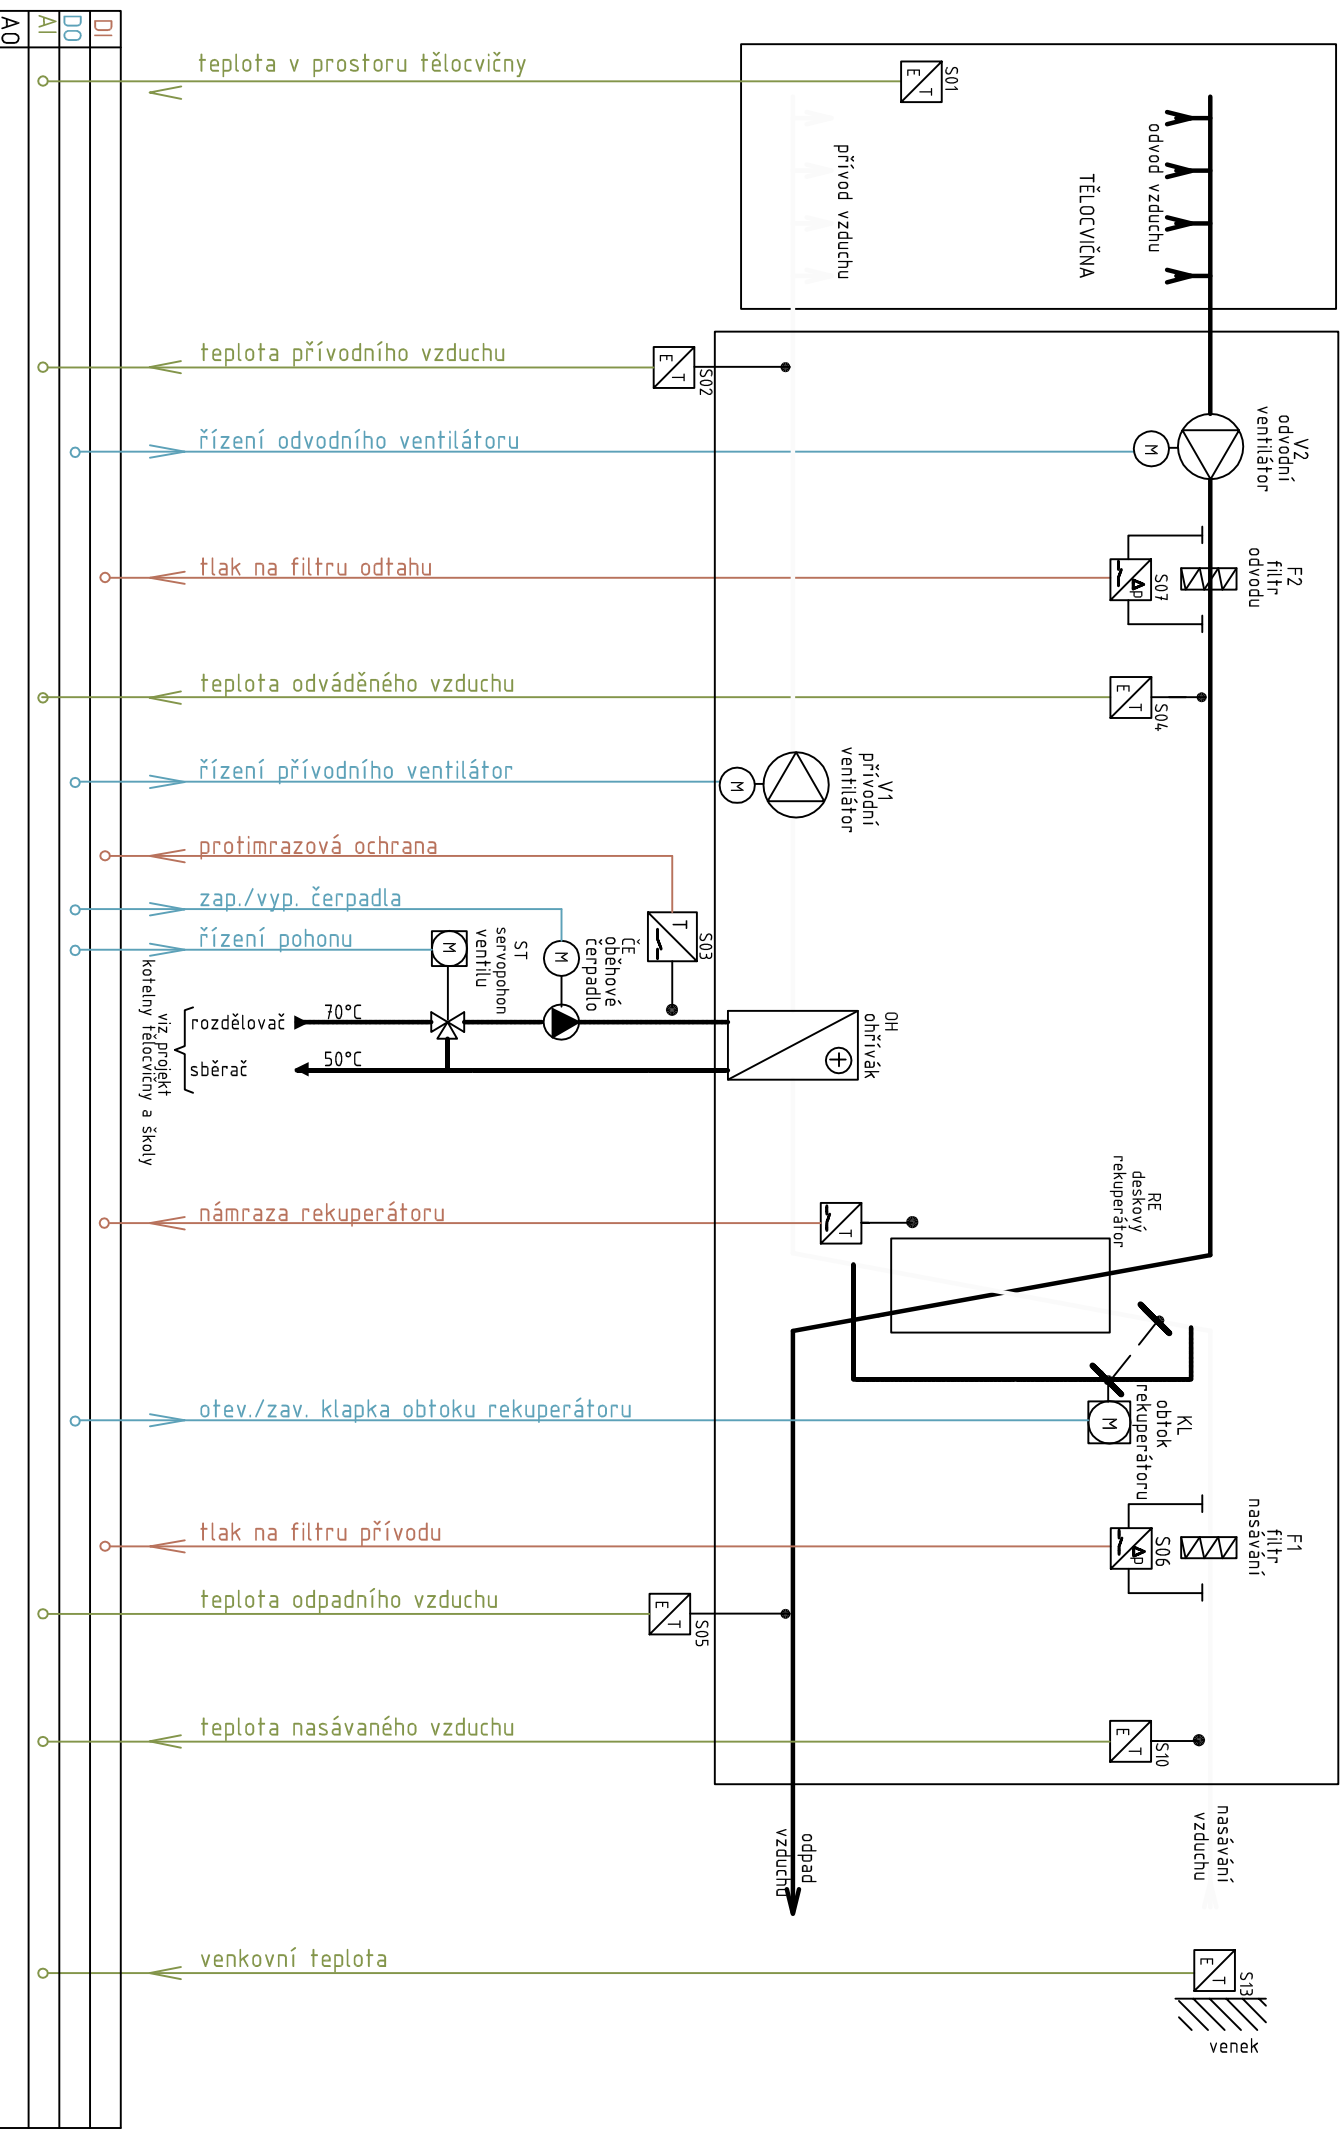 DI
DO
AI
AO
teplota v prostoru tělocvičny
S01
E
T
přívod vzduchu
TĚLOCVIČNA
odvod vzduchu
teplota přívodního vzduchu
S02
E
T
řízení odvodního ventilátoru
M
V2
odvodní
ventilátor
tlak na filtru odtahu
S07
Δp
F2
filtr
odvodu
teplota odváděného vzduchu
S04
E
T
řízení přívodního ventilátor
M
V1
přívodní
ventilátor
protimrazová ochrana
S03
T
zap./vyp. čerpadla
M
ČE
oběhové
čerpadlo
řízení pohonu
M
ST
servopohon
ventilu
rozdělovač
70°C
sběrač
50°C
viz projekt
kotelny tělocvičny a školy
OH
ohřívák
námraza rekuperátoru
T
RE
deskový
rekuperátor
otev./zav. klapka obtoku rekuperátoru
M
KL
obtok
rekuperátoru
tlak na filtru přívodu
S06
Δp
F1
filtr
nasávání
teplota odpadního vzduchu
S05
E
T
teplota nasávaného vzduchu
S10
E
T
odpad
vzduchu
nasávání
vzduchu
venkovní teplota
S13
E
T
venek